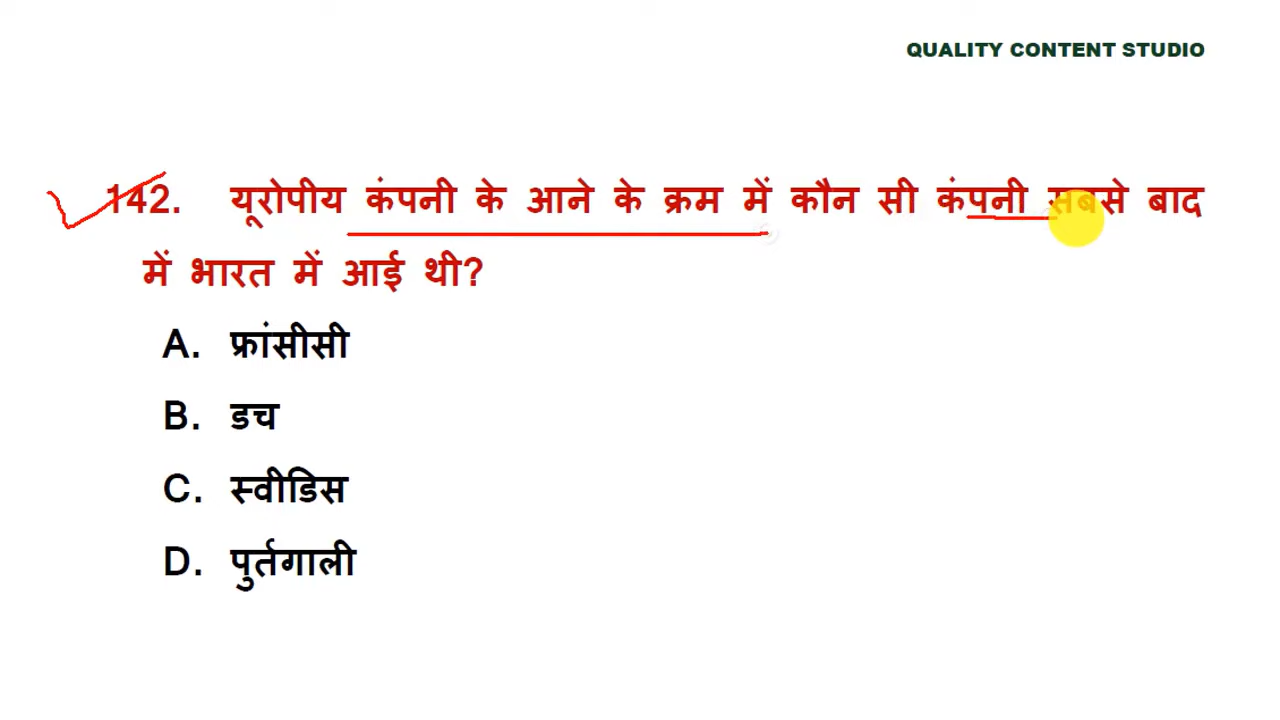 QUALITY CONTENT STUDIO
142. यूरोपीय कंपनी के आने के क्रम में कौन सी कंपनी सबसे बाद
में भारत में आई थी?
A. फ्रांसीसी
B. डच
C. स्वीडिस
D. पुर्तगाली